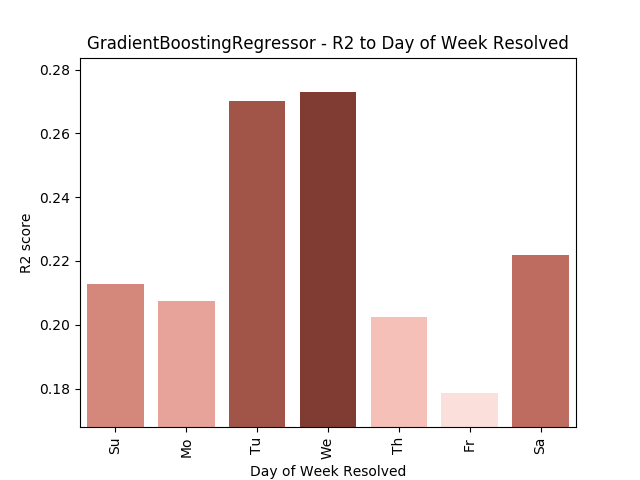 GradientBoostingRegressor - R2 to Day of Week Resolved
R2 score
0.28
0.26
0.24
0.22
0.20
0.18
Su
Mo
Tu
We
Th
Fr
Sa
Day of Week Resolved